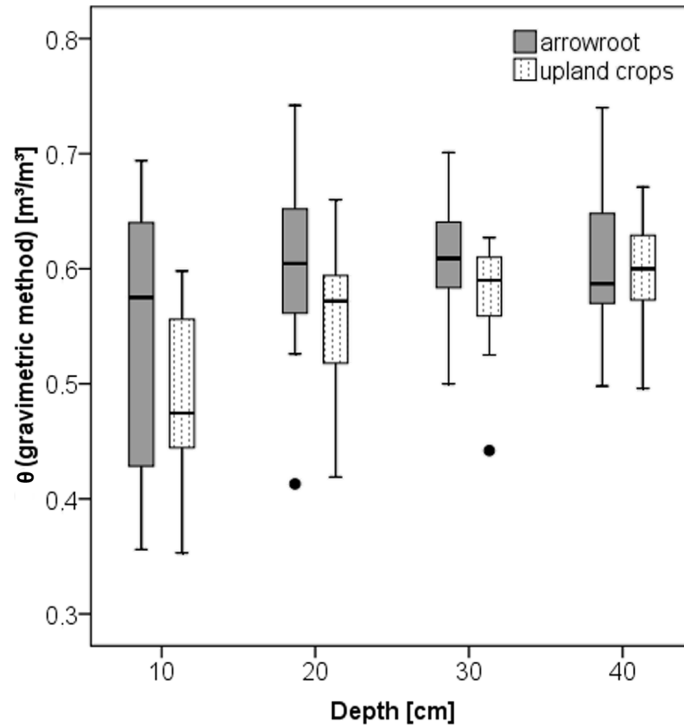 0.8
0.7
0.6
0.5
0.4
0.3
θ (gravimetric method) [m³/m³]
arrowroot
upland crops
10 20 30 40
Depth [cm]